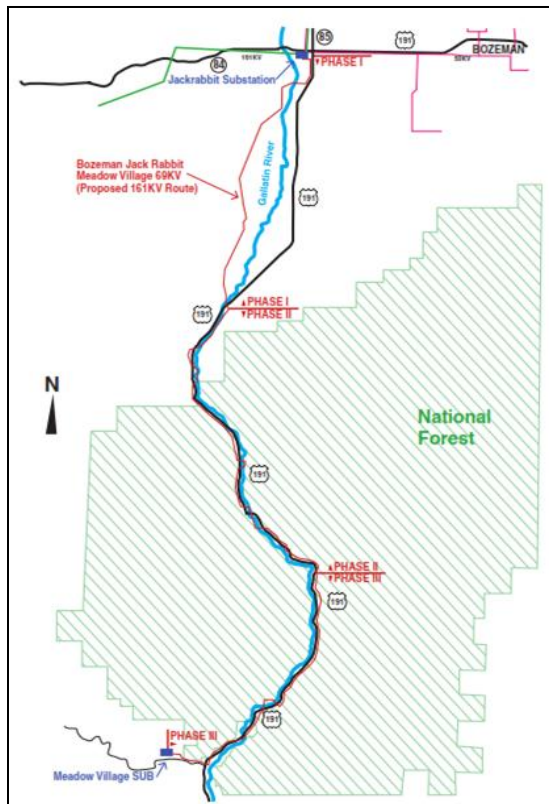 85
191
BOZEMAN
84
161KV
50KV
PHASE I
Jackrabbit Substation
Bozeman Jack Rabbit
Meadow Village 69KV
(Proposed 161KV Route)
Gallatin River
191
PHASE I
191
PHASE II
N
National
Forest
191
PHASE II
PHASE III
191
191
PHASE III
Meadow Village SUB